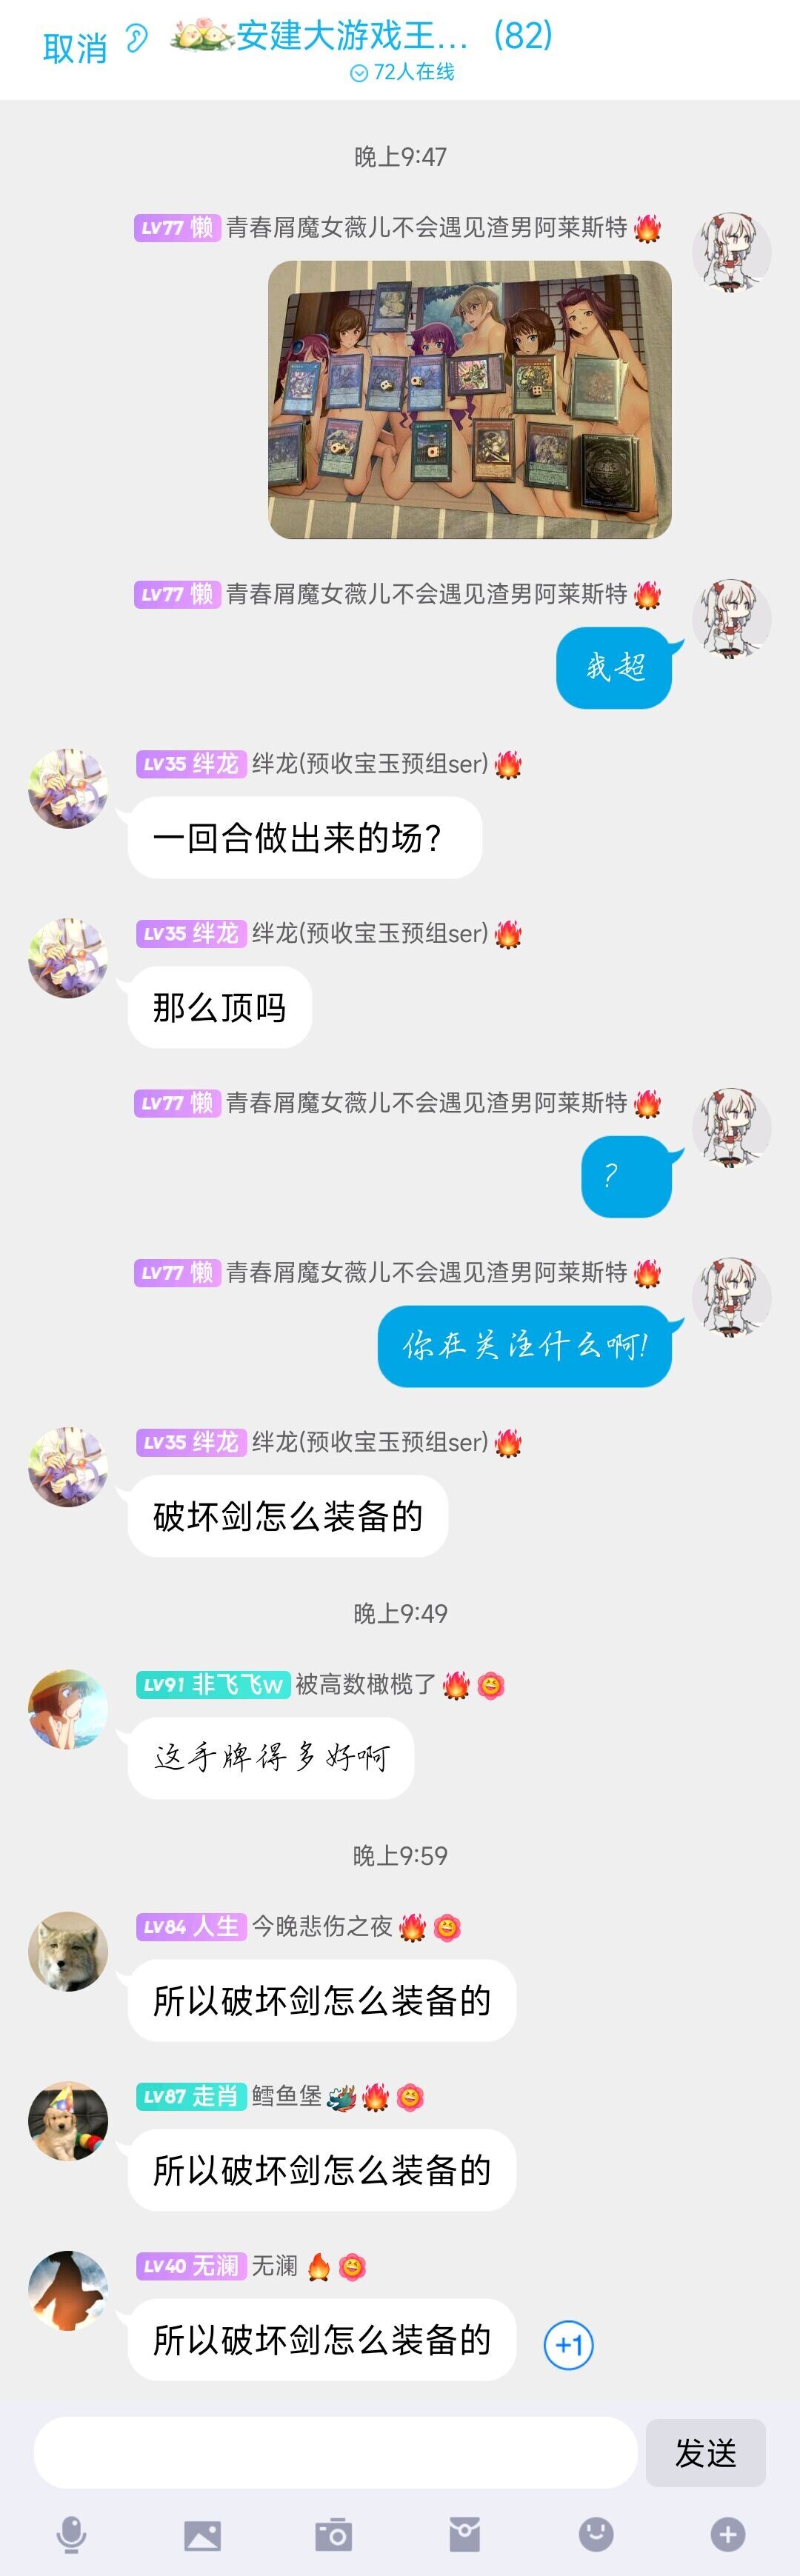 取消
安建大游戏王... (82)
72人在线
晚上9:47
LV77 懒 青春屑魔女薇儿不会遇见渣男阿莱斯特
LV77 懒 青春屑魔女薇儿不会遇见渣男阿莱斯特
我超
LV35 绊龙 绊龙(预收宝玉预组ser)
一回合做出来的场?
LV35 绊龙 绊龙(预收宝玉预组ser)
那么顶吗
LV77 懒 青春屑魔女薇儿不会遇见渣男阿莱斯特
?
LV77 懒 青春屑魔女薇儿不会遇见渣男阿莱斯特
你在关注什么啊!
LV35 绊龙 绊龙(预收宝玉预组ser)
破坏剑怎么装备的
晚上9:49
LV91 非飞飞w 被高数橄榄了
这手牌得多好啊
晚上9:59
LV84 人生 今晚悲伤之夜
所以破坏剑怎么装备的
LV87 走肖 鳕鱼堡
所以破坏剑怎么装备的
LV40 无澜 无澜
所以破坏剑怎么装备的
+1
发送